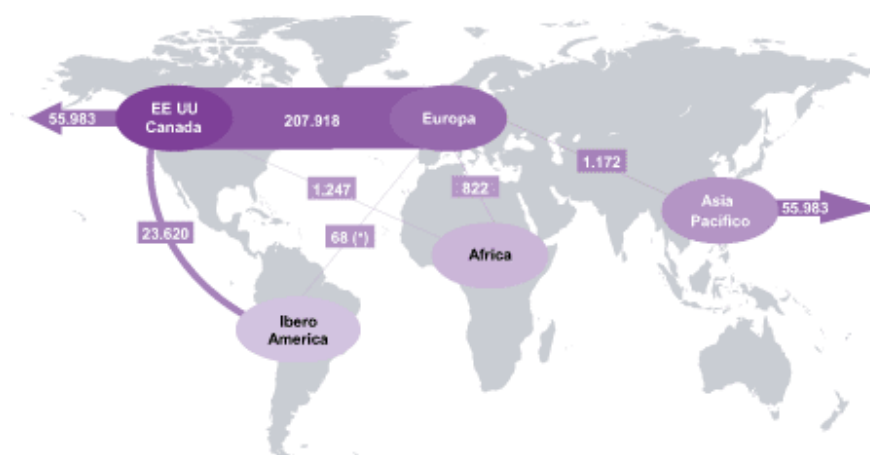 EE UU
Canada
55.983
207.918
Europa
1.172
1.247
822
Asia
Pacífico
55.983
23.620
68 (*)
Africa
Ibero
America